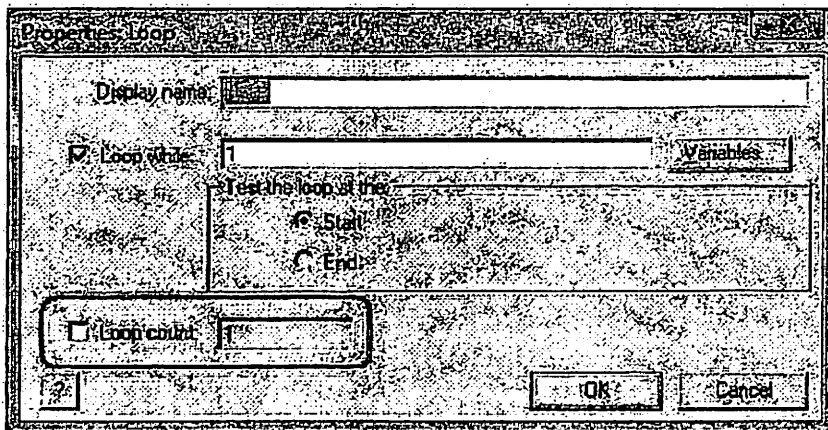 Properties: Loop
Display name: Loop
Loop while: 1 Variables...
Test the loop at the:
Start
End
Loop count: 1
? OK Cancel